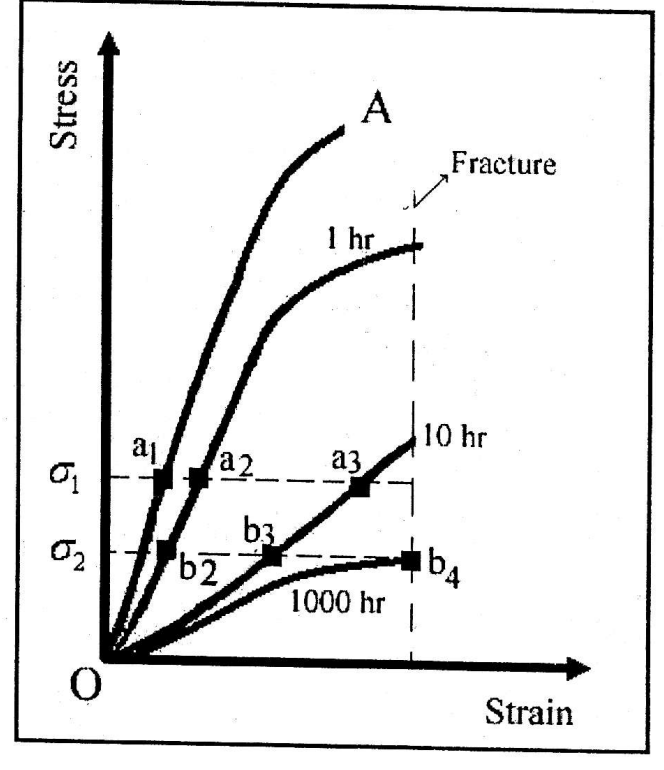 Stress
A
Fracture
1 hr
10 hr
a₁
a₂
a₃
σ₁
b₂
b₃
b₄
σ₂
1000 hr
O
Strain